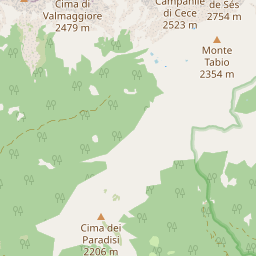 Cima di
Valmaggiore
2479 m
Campanile
di Cece
2523 m
de Sés
2754 m
Monte
Tabio
2354 m
Cima dei
Paradisi
2206 m